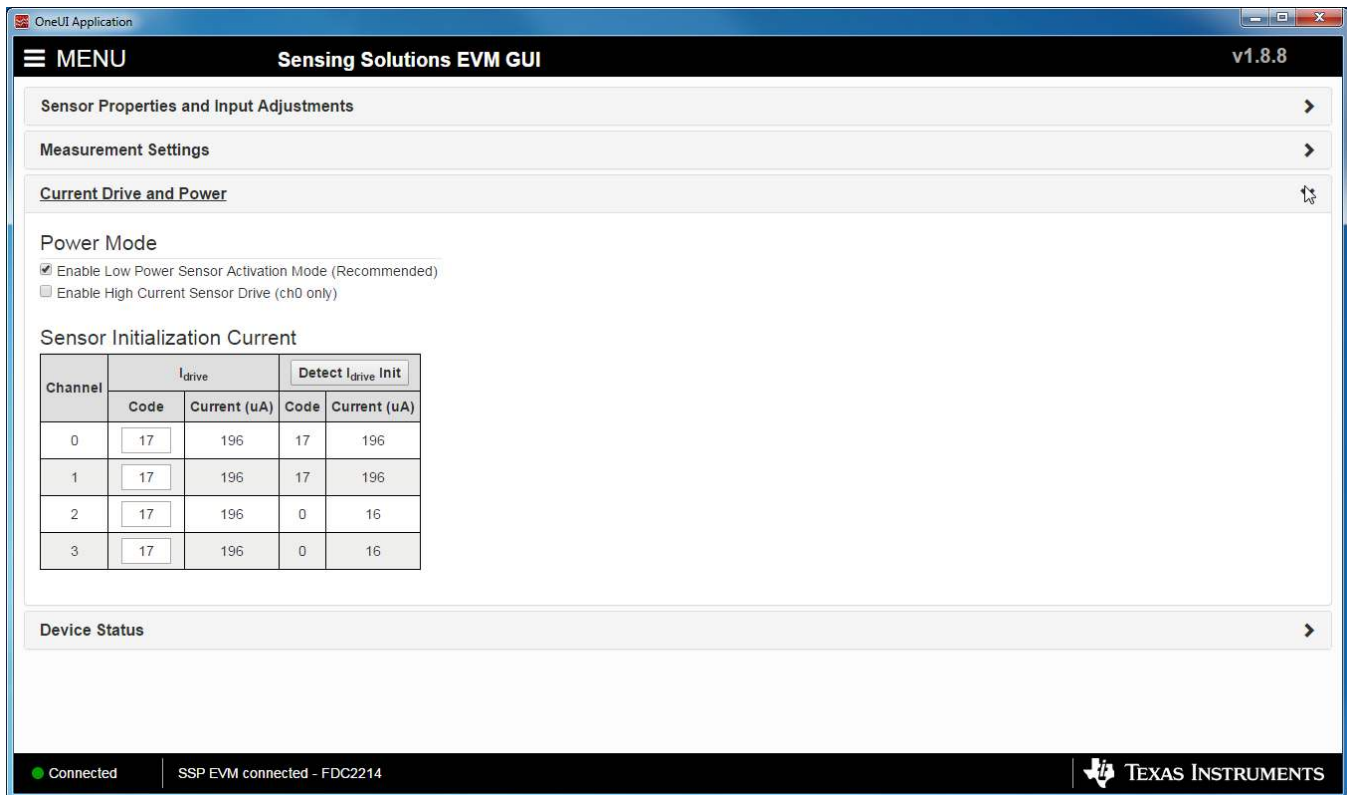 OneUI Application
MENU Sensing Solutions EVM GUI v1.8.8
Sensor Properties and Input Adjustments
Measurement Settings
Current Drive and Power
Power Mode
Enable Low Power Sensor Activation Mode (Recommended)
Enable High Current Sensor Drive (ch0 only)
Sensor Initialization Current
Channel Idrive Detect Idrive Init
Code Current (uA) Code Current (uA)
0 17 196 17 196
1 17 196 17 196
2 17 196 0 16
3 17 196 0 16
Device Status
Connected SSP EVM connected - FDC2214 TEXAS INSTRUMENTS